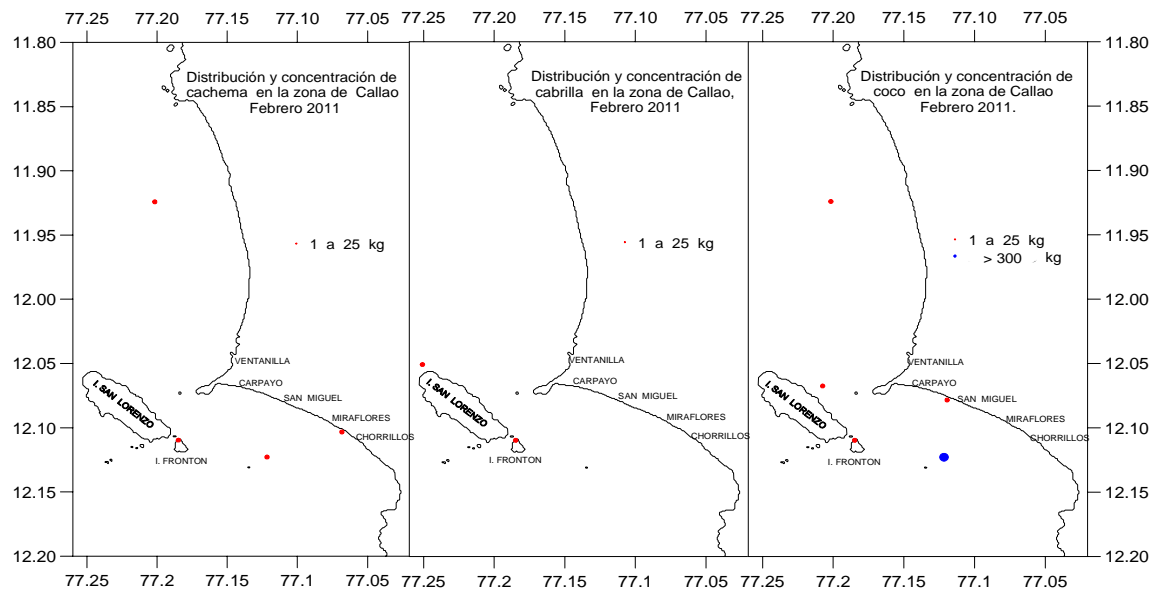 77.25 77.2 77.15 77.1 77.05 77.25 77.2 77.15 77.1 77.05 77.25 77.2 77.15 77.1 77.05
11.80 11.80
Distribución y concentración de
cachema en la zona de Callao
Febrero 2011
Distribución y concentración de
cabrilla en la zona de Callao,
Febrero 2011
Distribución y concentración de
coco en la zona de Callao
Febrero 2011.
11.85 11.85
11.90 11.90
11.95 11.95
1 a 25 kg
1 a 25 kg
1 a 25 kg
> 300 kg
12.00 12.00
12.05 12.05
VENTANILLA
CARPAYO
SAN MIGUEL
MIRAFLORES
CHORRILLOS
I. SAN LORENZO
I. FRONTON
VENTANILLA
CARPAYO
SAN MIGUEL
MIRAFLORES
CHORRILLOS
I. SAN LORENZO
I. FRONTON
VENTANILLA
CARPAYO
SAN MIGUEL
MIRAFLORES
CHORRILLOS
I. SAN LORENZO
I. FRONTON
12.10 12.10
12.15 12.15
12.20 12.20
77.25 77.2 77.15 77.1 77.05 77.25 77.2 77.15 77.1 77.05 77.25 77.2 77.15 77.1 77.05